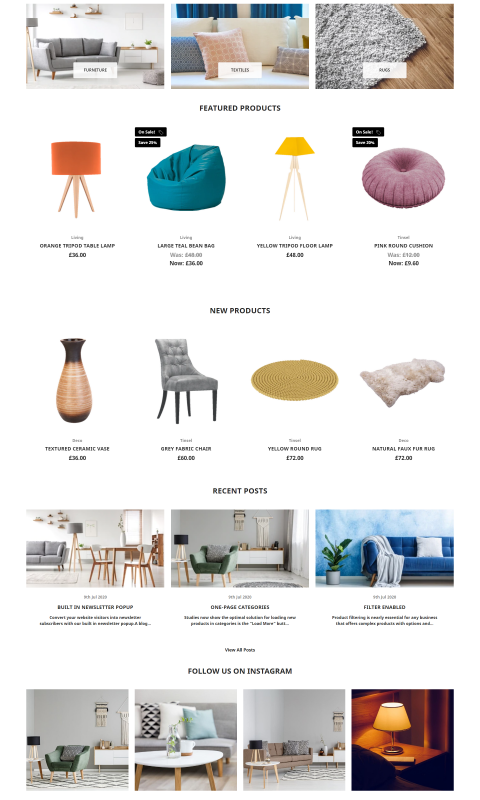 FURNITURE
TEXTILES
RUGS
FEATURED PRODUCTS
On Sale!
Save 25%
On Sale!
Save 20%
Living
ORANGE TRIPOD TABLE LAMP
£36.00
Living
LARGE TEAL BEAN BAG
Was: £48.00
Now: £36.00
Living
YELLOW TRIPOD FLOOR LAMP
£48.00
Tinsel
PINK ROUND CUSHION
Was: £12.00
Now: £9.60
NEW PRODUCTS
Deco
TEXTURED CERAMIC VASE
£36.00
Tinsel
GREY FABRIC CHAIR
£60.00
Tinsel
YELLOW ROUND RUG
£72.00
Deco
NATURAL FAUX FUR RUG
£72.00
RECENT POSTS
9th Jul 2020
BUILT IN NEWSLETTER POPUP
Convert your website visitors into newsletter
subscribers with our built in newsletter popup.A blog…
9th Jul 2020
ONE-PAGE CATEGORIES
Studies now show the optimal solution for loading new
products in categories is the "Load More" butt…
9th Jul 2020
FILTER ENABLED
Product filtering is nearly essential for any business
that offers complex products with options and…
View All Posts
FOLLOW US ON INSTAGRAM